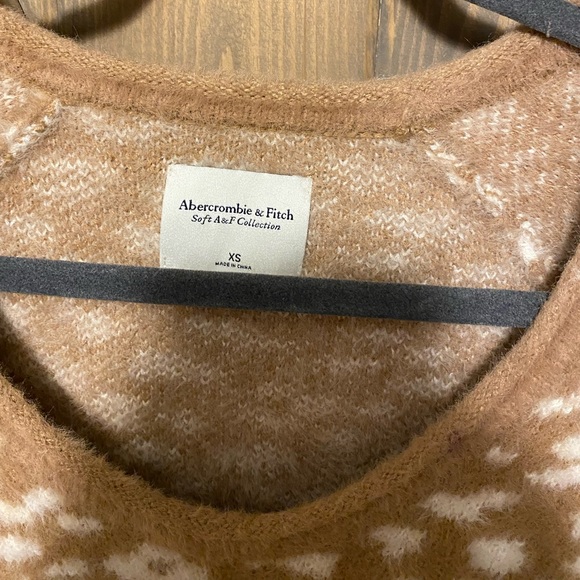 Abercrombie & Fitch
Soft A&F Collection
XS
MADE IN CHINA